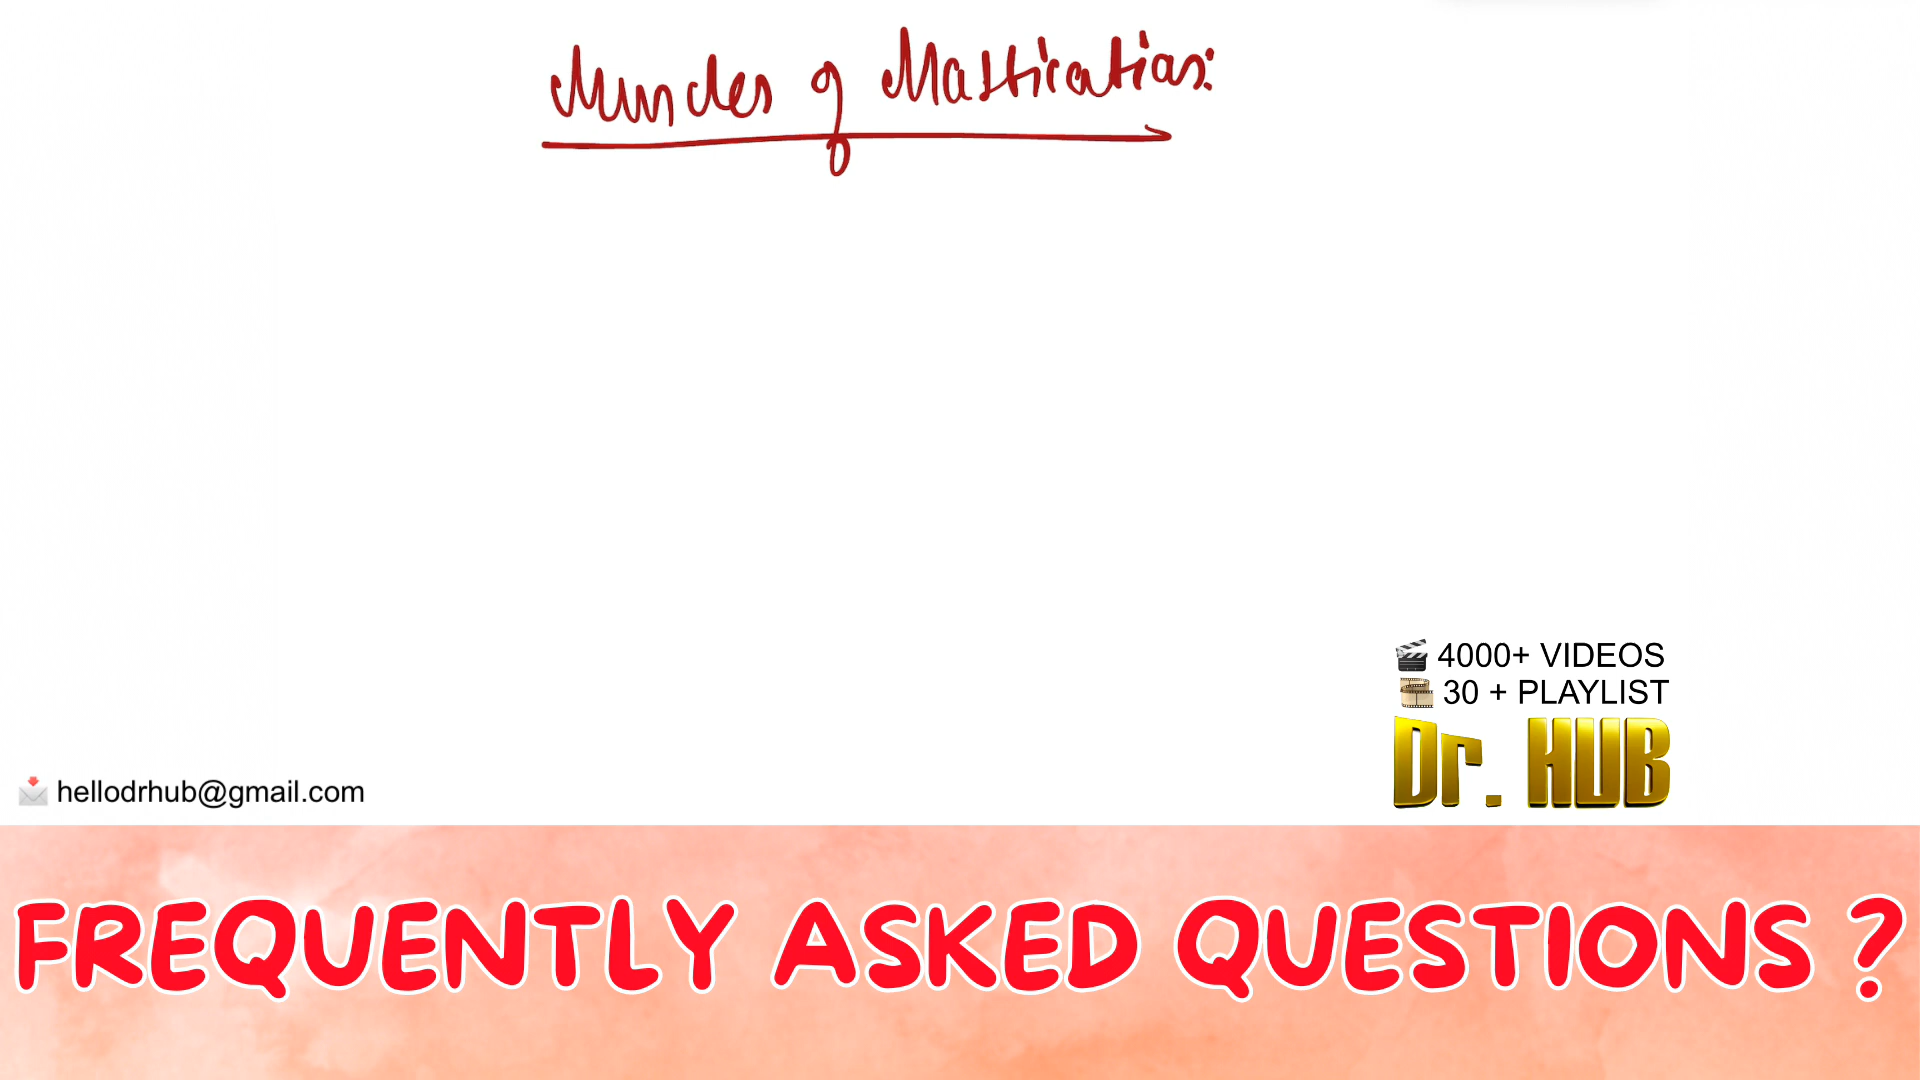 Muscles of Mastication:
4000+ VIDEOS
30 + PLAYLIST
Dr. HUB
hellodrhub@gmail.com
FREQUENTLY ASKED QUESTIONS ?